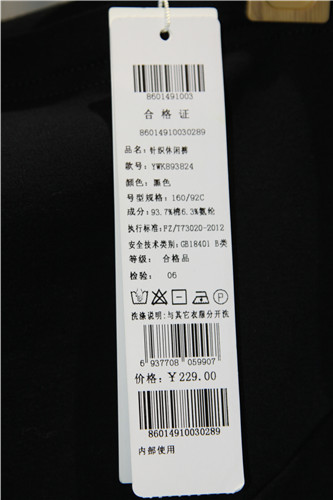 8601491003
合格证
86014910030289
品名: 针织休闲裤
款号: YWK893824
颜色: 黑色
号型规格: 160/92C
成分: 93.7%棉6.3%氨纶
执行标准: FZ/T73020-2012
安全技术类别: GB18401 B类
等级: 合格品
检验: 06
P
洗涤说明: 与其它衣服分开洗
6 937708 059907
价格: ￥229.00
86014910030289
内部使用